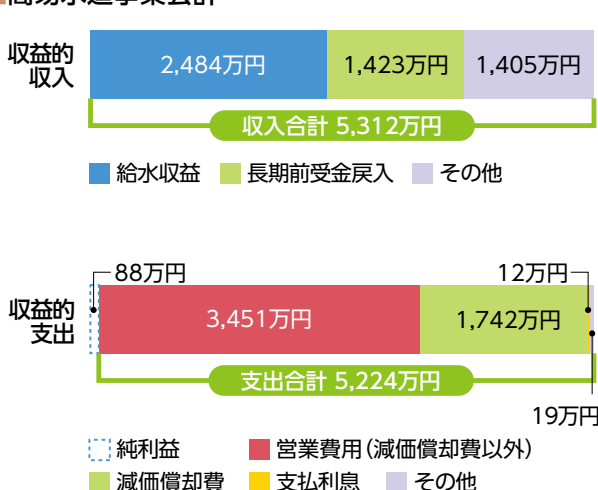 簡易水道事業会計
収益的
収入
2,484万円 1,423万円 1,405万円
収入合計 5,312万円
給水収益 長期前受金戻入 その他
88万円 12万円
収益的
支出
3,451万円 1,742万円
支出合計 5,224万円
19万円
純利益 営業費用(減価償却費以外)
減価償却費 支払利息 その他